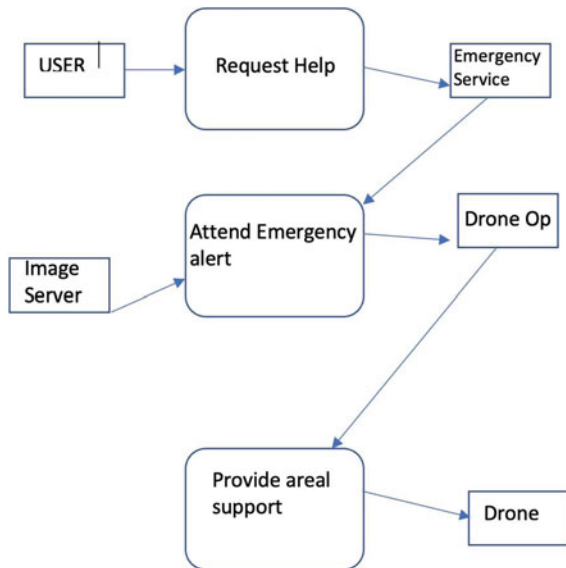 USER
Request Help
Emergency
Service
Attend Emergency
alert
Drone Op
Image
Server
Provide areal
support
Drone